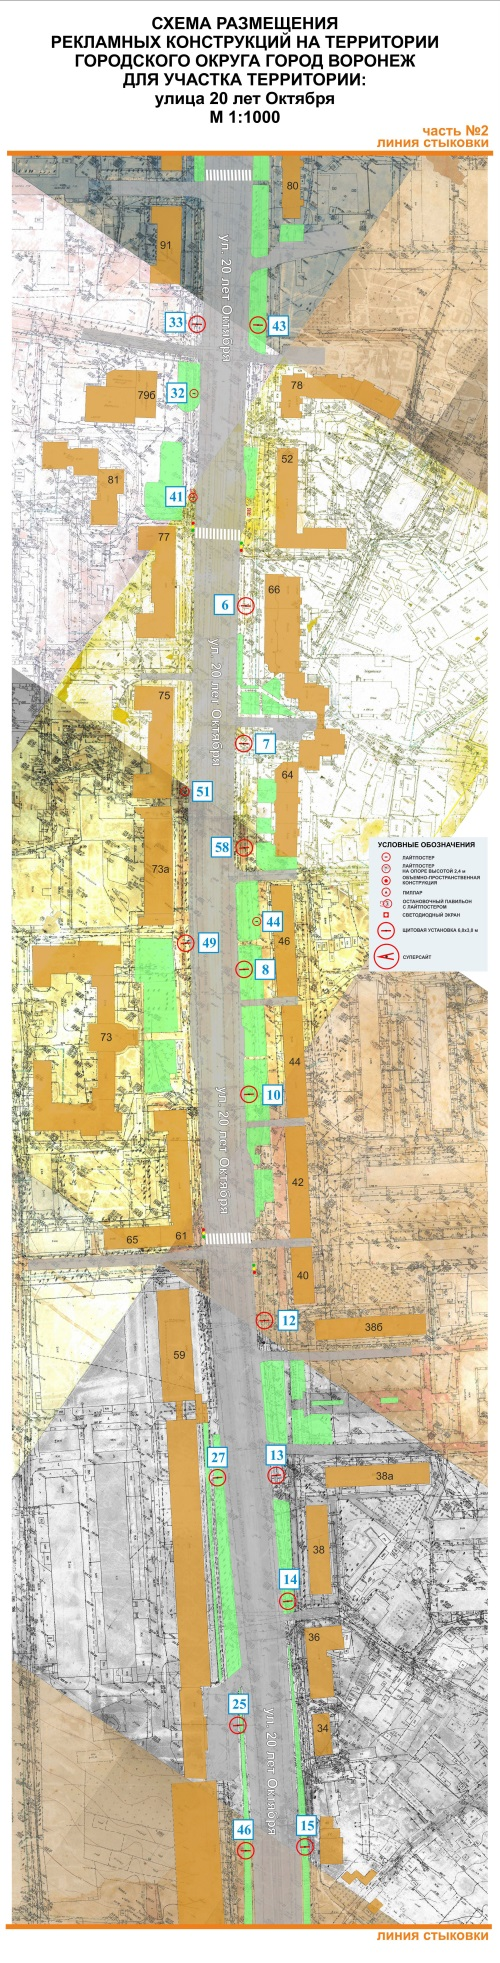 СХЕМА РАЗМЕЩЕНИЯ
РЕКЛАМНЫХ КОНСТРУКЦИЙ НА ТЕРРИТОРИИ
ГОРОДСКОГО ОКРУГА ГОРОД ВОРОНЕЖ
ДЛЯ УЧАСТКА ТЕРРИТОРИИ:
улица 20 лет Октября
М 1:1000
часть №2
линия стыковки
80
91
ул. 20 лет Октября
33
43
79б
32
78
81
52
41
77
6
66
ул. 20 лет Октября
75
7
64
51
58
73а
УСЛОВНЫЕ ОБОЗНАЧЕНИЯ
ЛАЙТПОСТЕР
ЛАЙТПОСТЕР
НА ОПОРЕ ВЫСОТОЙ 2,4 м
ОБЪЕМНО-ПРОСТРАНСТВЕННАЯ
КОНСТРУКЦИЯ
ПИЛЛАР
ОСТАНОВОЧНЫЙ ПАВИЛЬОН
С ЛАЙТПОСТЕРОМ
СВЕТОДИОДНЫЙ ЭКРАН
ЩИТОВАЯ УСТАНОВКА 6,0х3,0 м
СУПЕРСАЙТ
44
46
49
8
73
44
10
ул. 20 лет Октября
42
65
61
40
12
38б
59
27
13
38а
38
14
36
25
34
ул. 20 лет Октября
46
15
линия стыковки